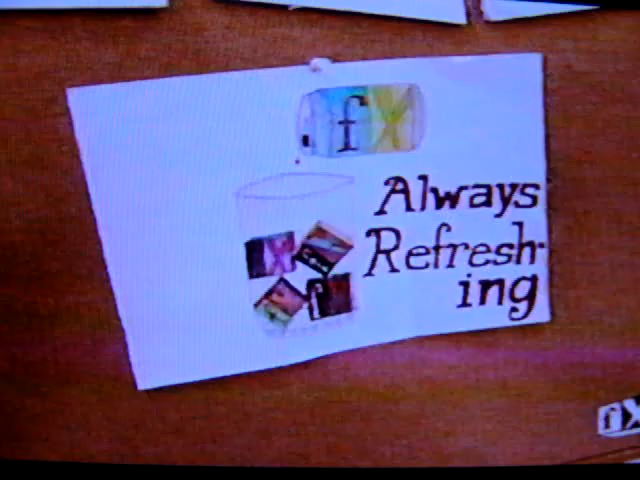 fX
Always
Refresh-
ing
fX